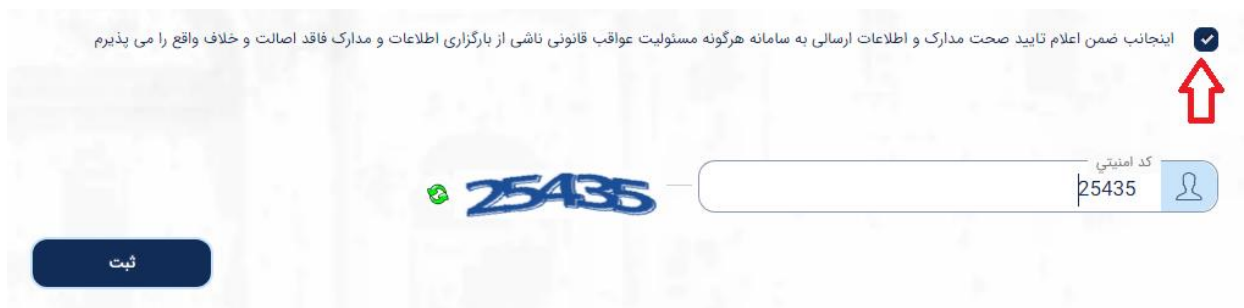 اینجانب ضمن اعلام تایید صحت مدارک و اطلاعات ارسالی به سامانه هرگونه مسئولیت عواقب قانونی ناشی از بارگزاری اطلاعات و مدارک فاقد اصالت و خلاف واقع را می پذیرم
کد امنیتي
25435
25435
ثبت